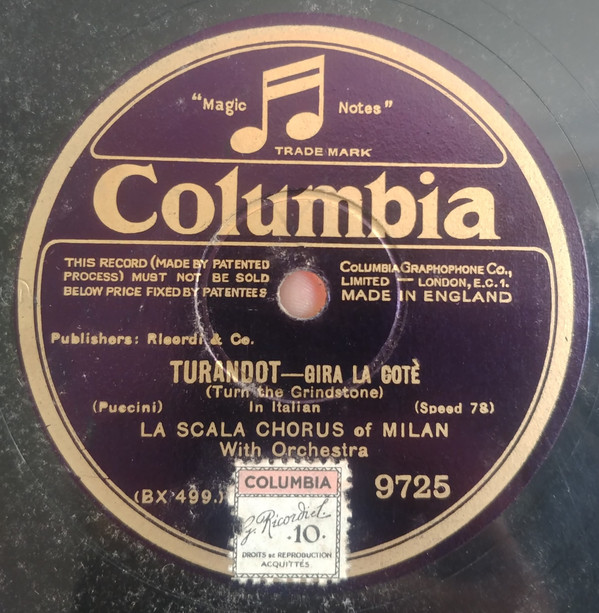 "Magic Notes"
TRADE MARK
Columbia
THIS RECORD (MADE BY PATENTED
PROCESS) MUST NOT BE SOLD
BELOW PRICE FIXED BY PATENTEES
COLUMBIA GRAPHOPHONE CO.,
LIMITED — LONDON, E.C.1.
MADE IN ENGLAND
Publishers: Ricordi & Co.
TURANDOT—GIRA LA COTÈ
(Turn the Grindstone)
(Puccini) In Italian (Speed 78)
LA SCALA CHORUS of MILAN
With Orchestra
(BX 499.) 9725
COLUMBIA
G. Ricordi & C.
·10·
DROITS DE REPRODUCTION
ACQUITTÉS